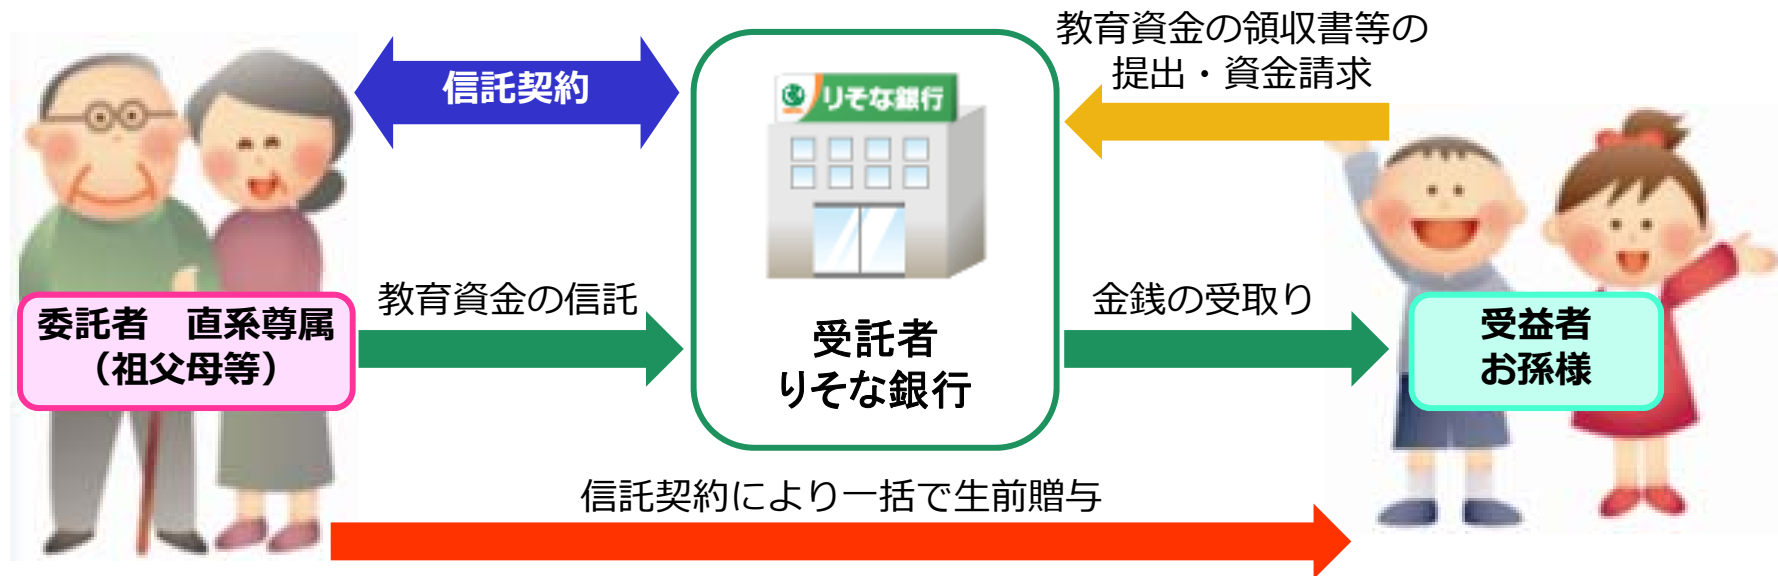 教育資金の領収書等の
提出・資金請求
信託契約
りそな銀行
教育資金の信託
金銭の受取り
委託者　直系尊属
（祖父母等）
受託者
りそな銀行
受益者
お孫様
信託契約により一括で生前贈与